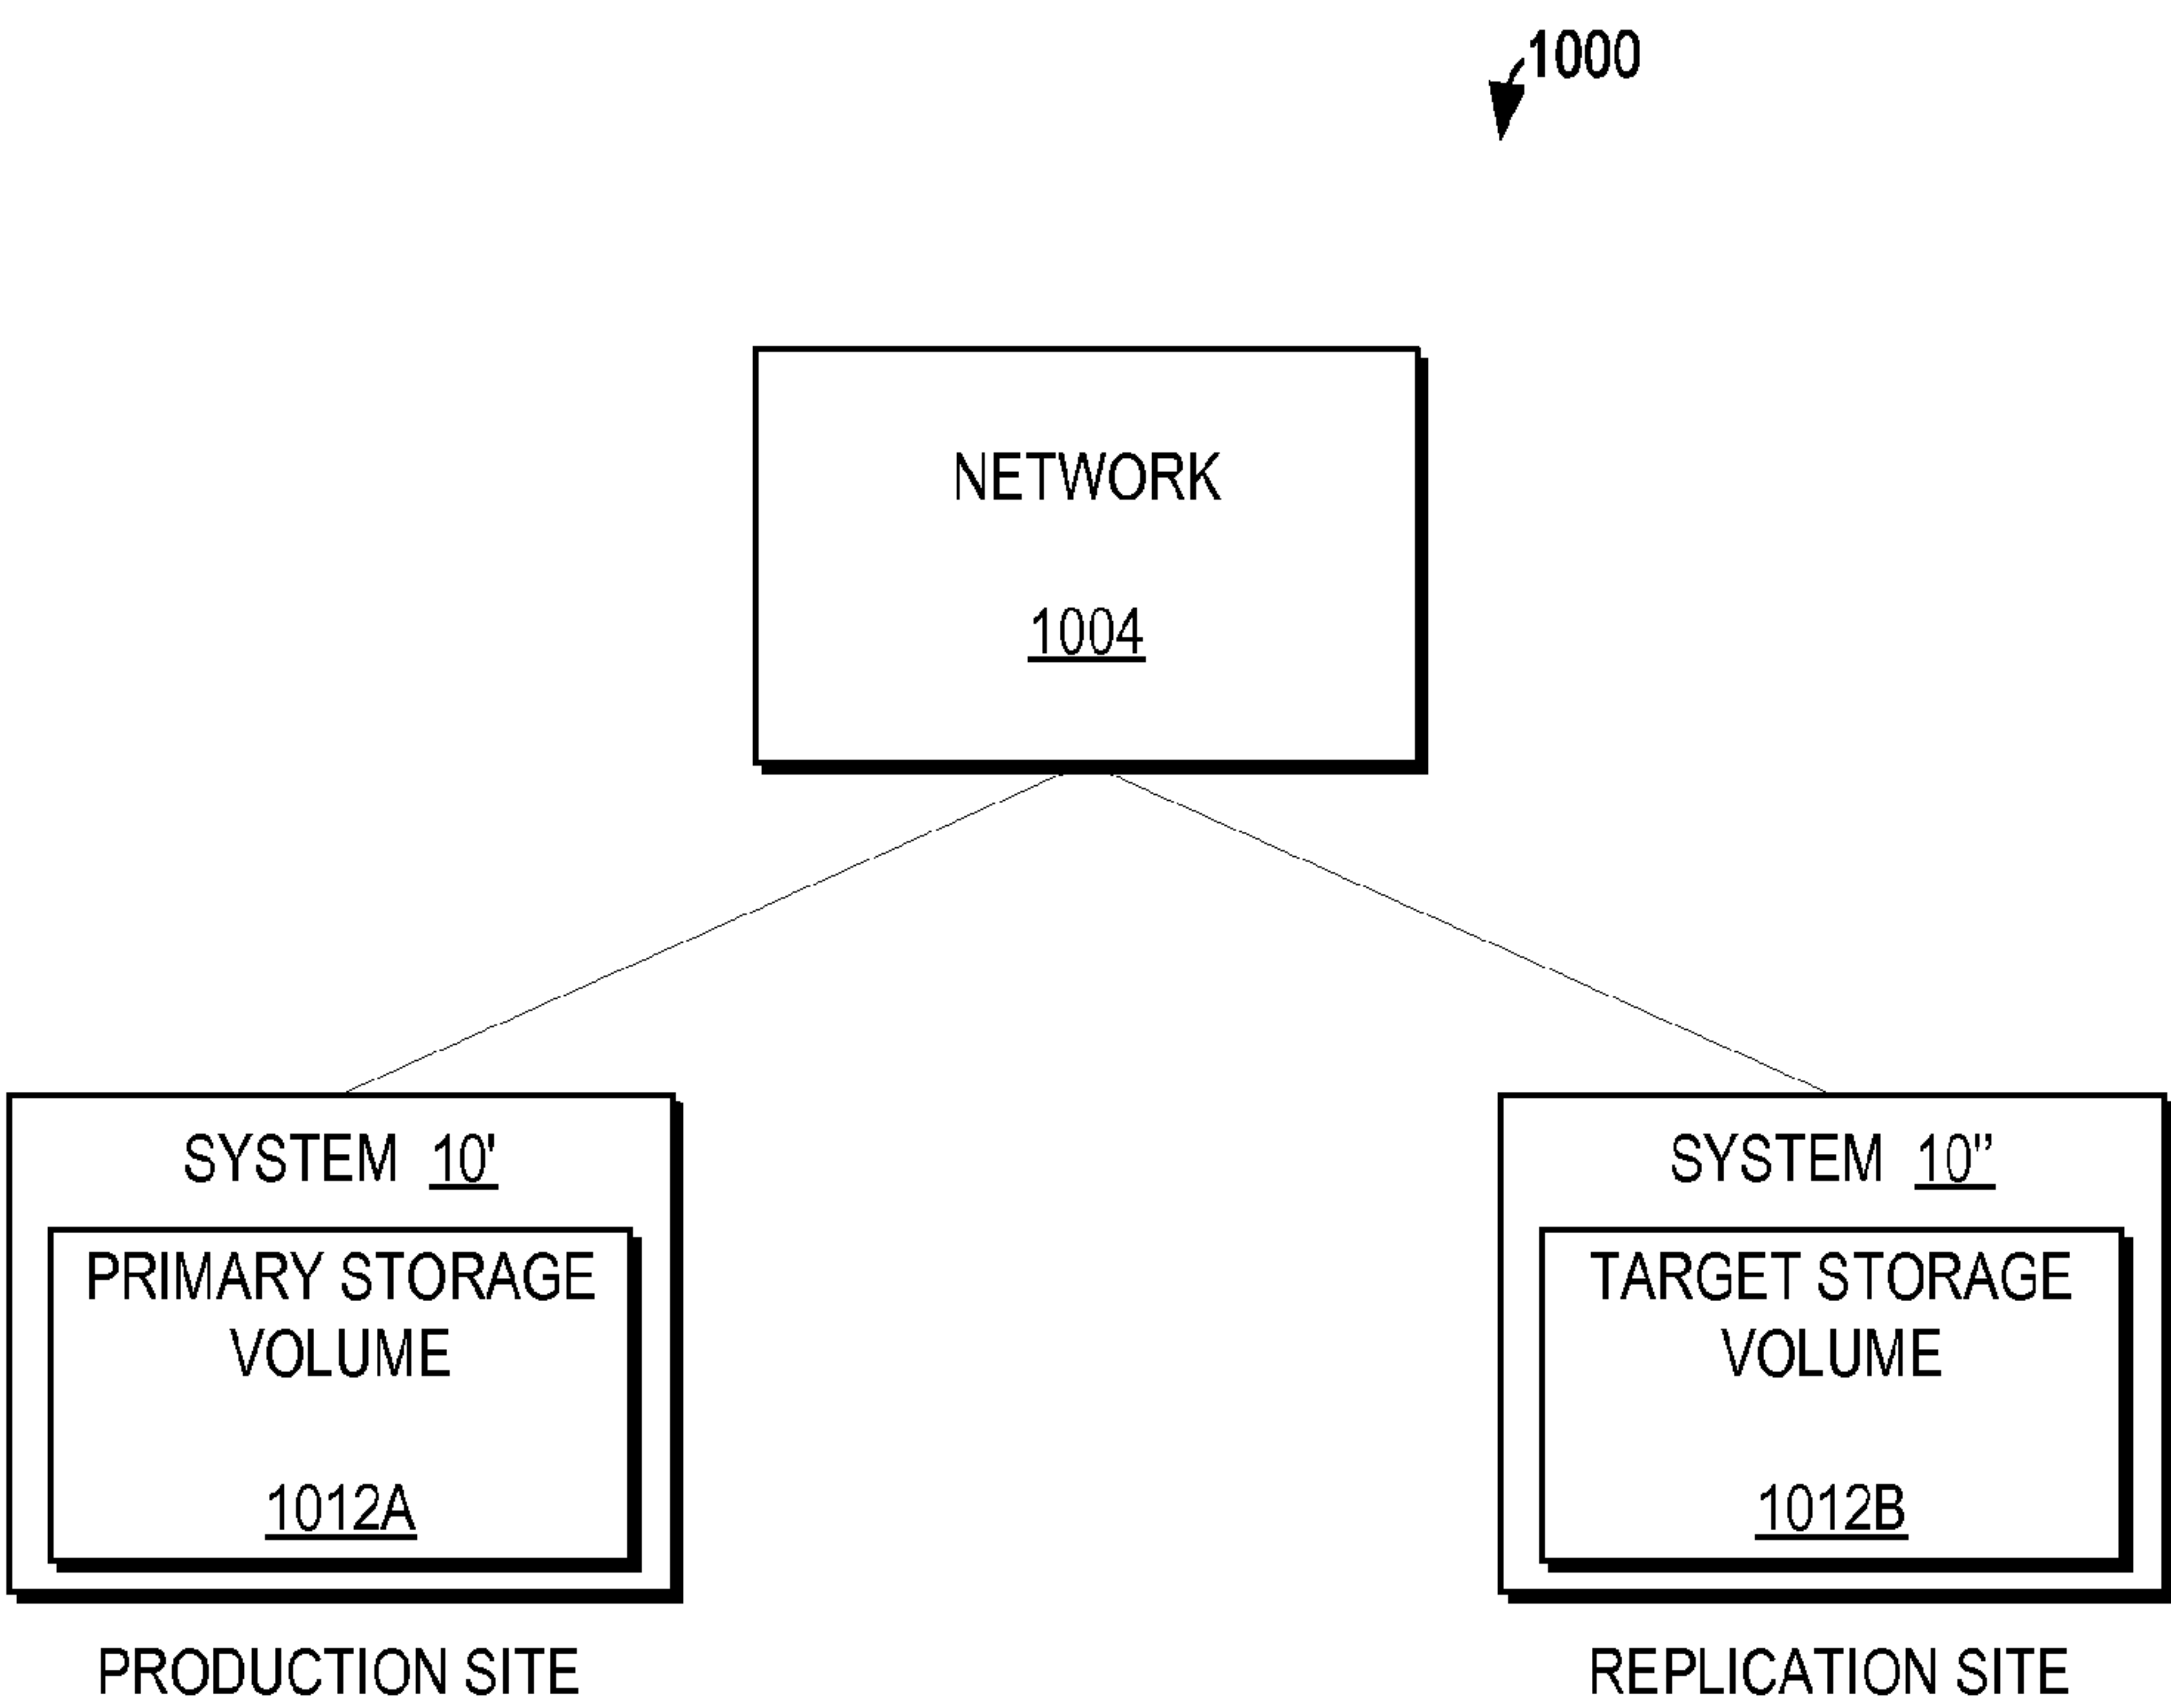 1000
NETWORK
1004
SYSTEM 10'
PRIMARY STORAGE
VOLUME
1012A
PRODUCTION SITE
SYSTEM 10”
TARGET STORAGE
VOLUME
1012B
REPLICATION SITE